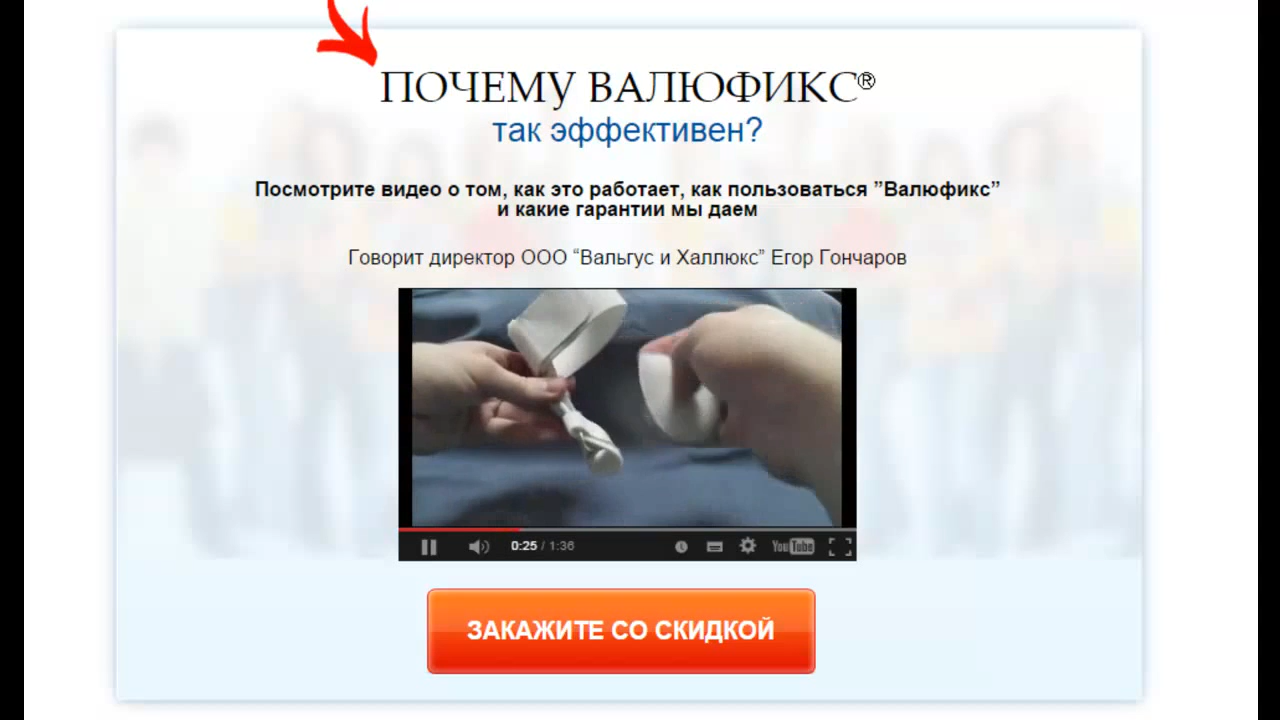 ПОЧЕМУ ВАЛЮФИКС®
так эффективен?
Посмотрите видео о том, как это работает, как пользоваться ”Валюфикс”
и какие гарантии мы даем
Говорит директор ООО “Вальгус и Халлюкс” Егор Гончаров
0:25 / 1:36
YouTube
ЗАКАЖИТЕ СО СКИДКОЙ